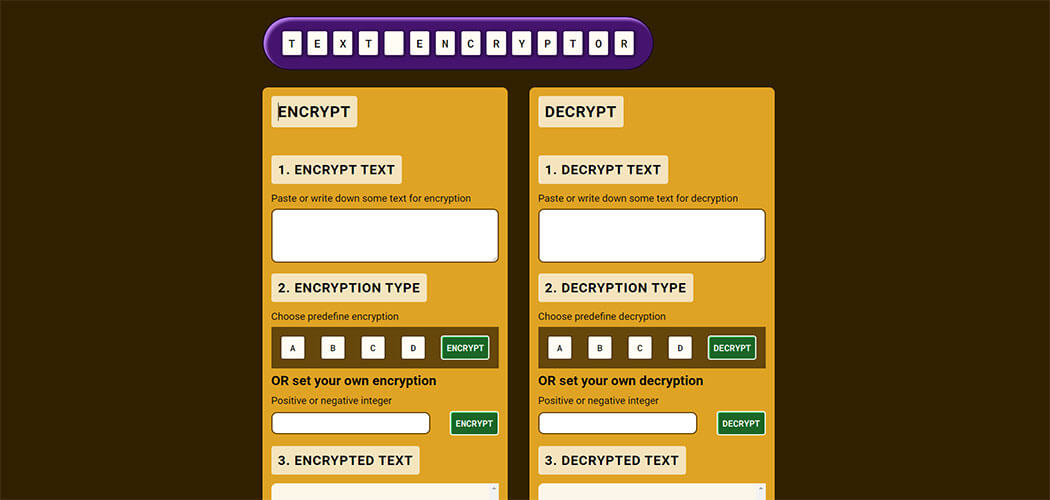 TEXT ENCRYPTOR
ENCRYPT
1. ENCRYPT TEXT
Paste or write down some text for encryption
2. ENCRYPTION TYPE
Choose predefine encryption
A B C D ENCRYPT
OR set your own encryption
Positive or negative integer
ENCRYPT
3. ENCRYPTED TEXT
DECRYPT
1. DECRYPT TEXT
Paste or write down some text for decryption
2. DECRYPTION TYPE
Choose predefine decryption
A B C D DECRYPT
OR set your own decryption
Positive or negative integer
DECRYPT
3. DECRYPTED TEXT